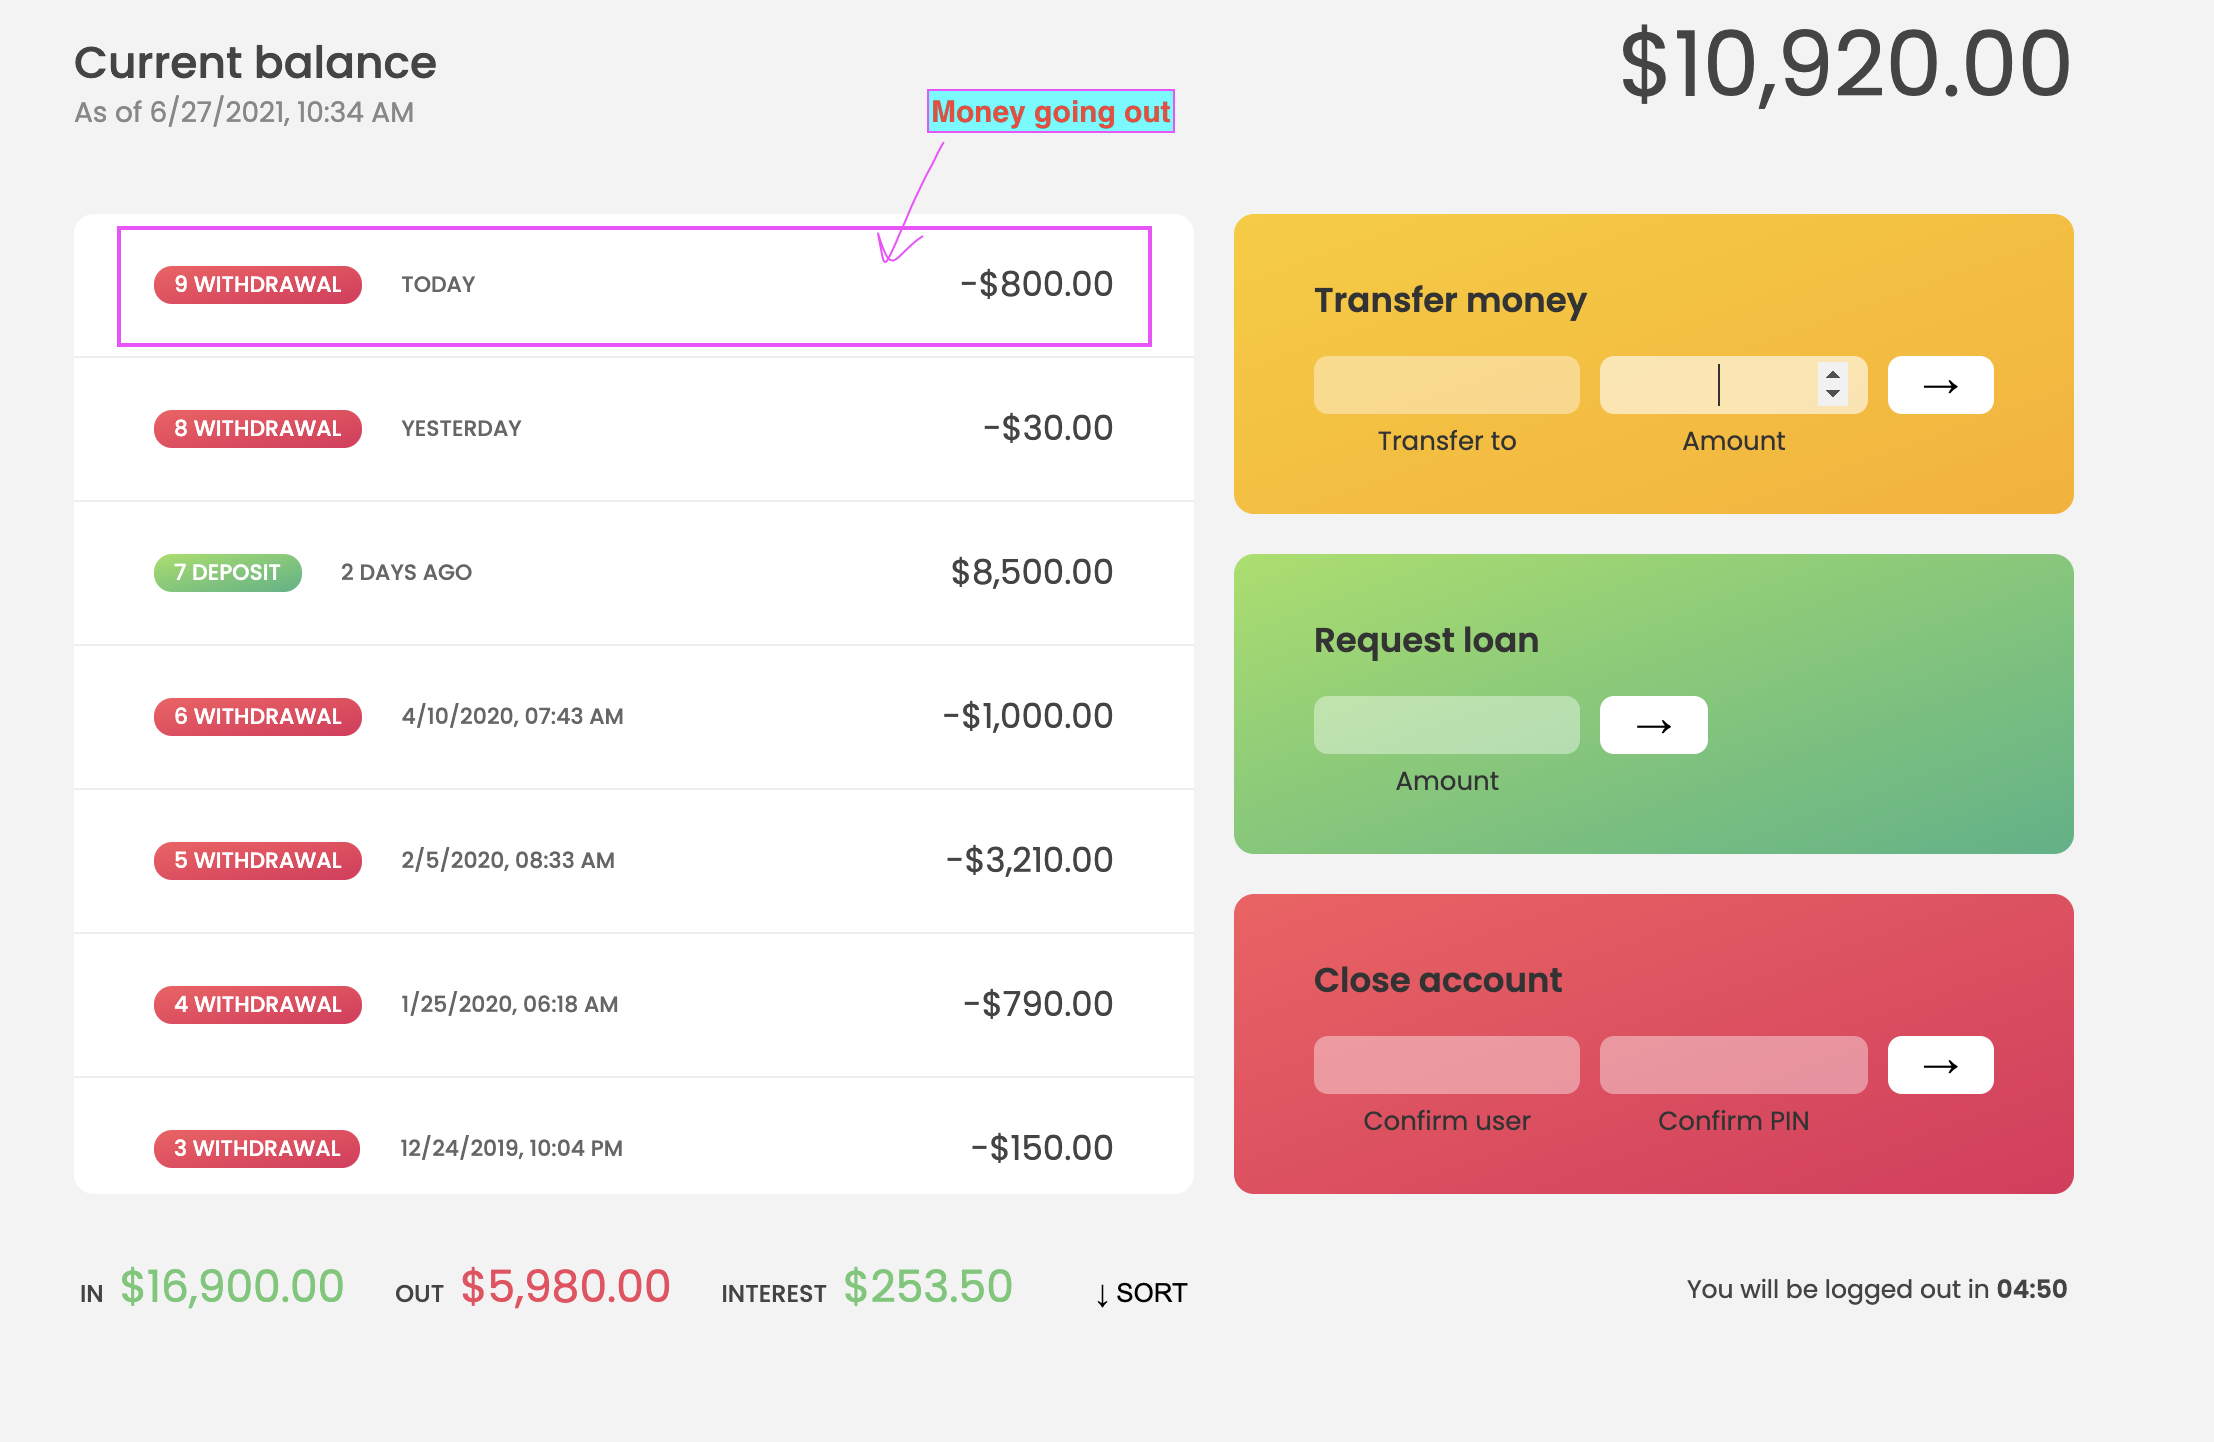 Current balance
As of 6/27/2021, 10:34 AM
$10,920.00
Money going out
9 WITHDRAWAL TODAY -$800.00
8 WITHDRAWAL YESTERDAY -$30.00
7 DEPOSIT 2 DAYS AGO $8,500.00
6 WITHDRAWAL 4/10/2020, 07:43 AM -$1,000.00
5 WITHDRAWAL 2/5/2020, 08:33 AM -$3,210.00
4 WITHDRAWAL 1/25/2020, 06:18 AM -$790.00
3 WITHDRAWAL 12/24/2019, 10:04 PM -$150.00
Transfer money
→
Transfer to Amount
Request loan
→
Amount
Close account
→
Confirm user Confirm PIN
IN $16,900.00 OUT $5,980.00 INTEREST $253.50 ↓ SORT
You will be logged out in 04:50